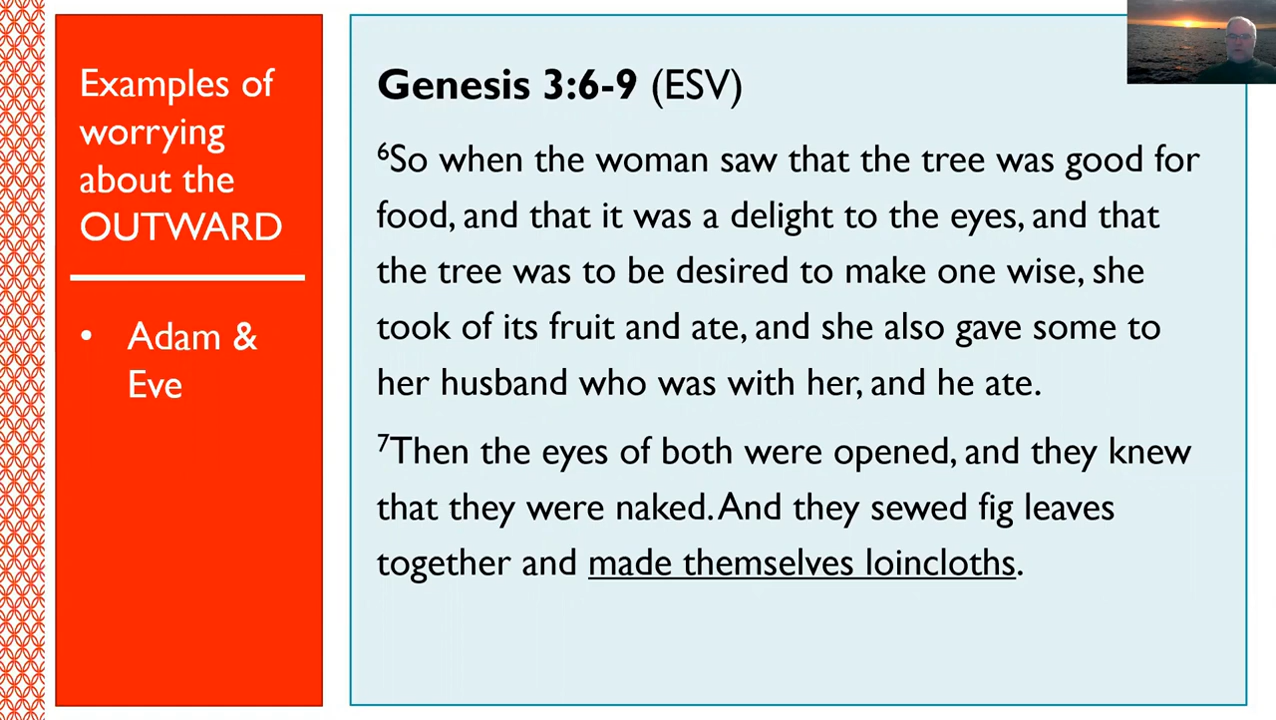 Examples of
worrying
about the
OUTWARD
• Adam &
Eve
Genesis 3:6-9 (ESV)
⁶So when the woman saw that the tree was good for
food, and that it was a delight to the eyes, and that
the tree was to be desired to make one wise, she
took of its fruit and ate, and she also gave some to
her husband who was with her, and he ate.
⁷Then the eyes of both were opened, and they knew
that they were naked. And they sewed fig leaves
together and made themselves loincloths.